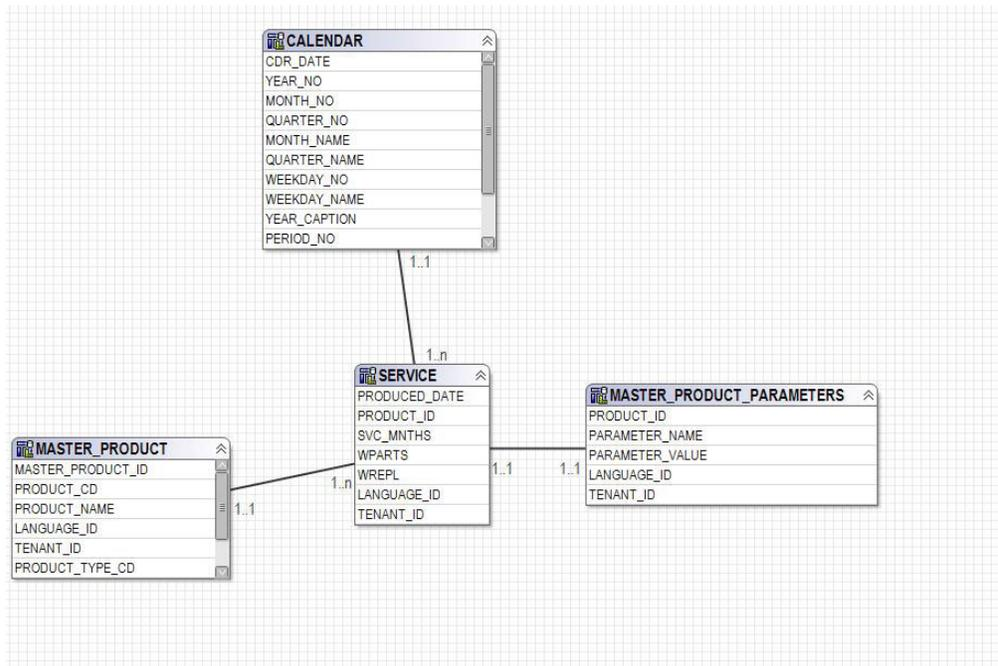 CALENDAR
CDR_DATE
YEAR_NO
MONTH_NO
QUARTER_NO
MONTH_NAME
QUARTER_NAME
WEEKDAY_NO
WEEKDAY_NAME
YEAR_CAPTION
PERIOD_NO
1..1
1..n
SERVICE
PRODUCED_DATE
PRODUCT_ID
SVC_MNTHS
WPARTS
WREPL
LANGUAGE_ID
TENANT_ID
1..1
1..1
MASTER_PRODUCT_PARAMETERS
PRODUCT_ID
PARAMETER_NAME
PARAMETER_VALUE
LANGUAGE_ID
TENANT_ID
MASTER_PRODUCT
MASTER_PRODUCT_ID
PRODUCT_CD
PRODUCT_NAME
LANGUAGE_ID
TENANT_ID
PRODUCT_TYPE_CD
1..1
1..n